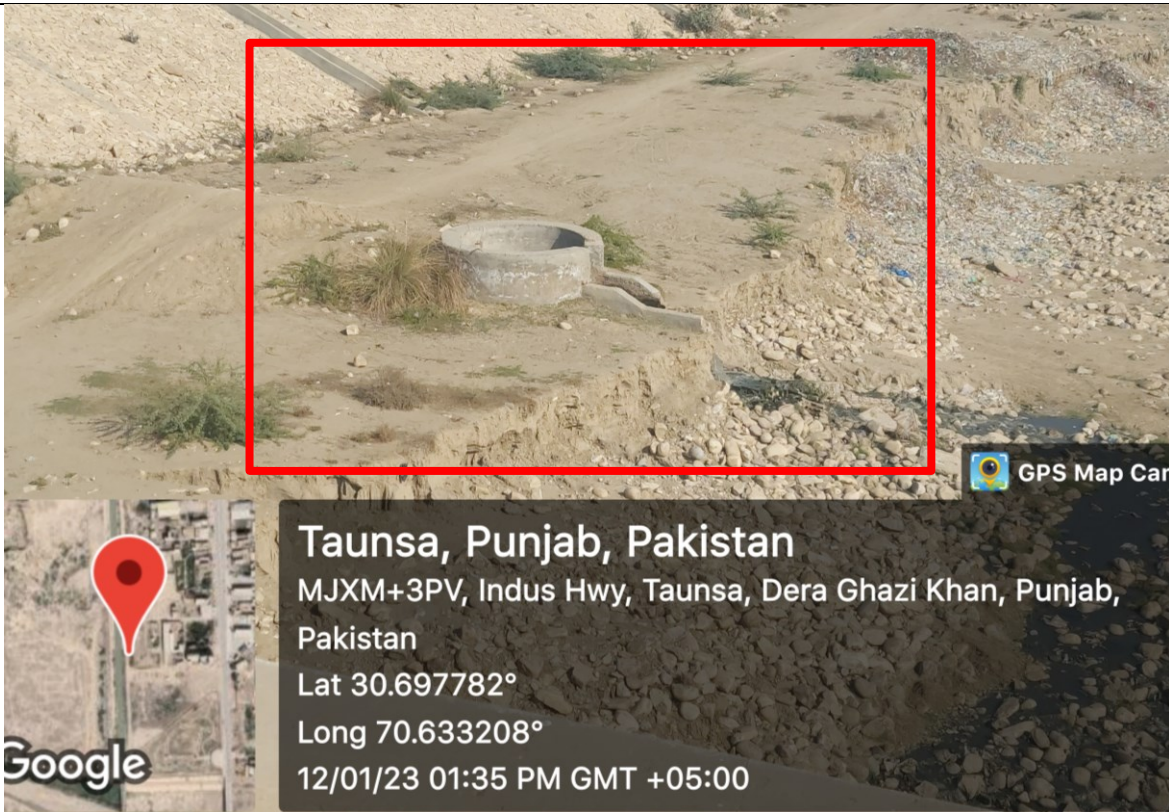 GPS Map Car
Taunsa, Punjab, Pakistan
MJXM+3PV, Indus Hwy, Taunsa, Dera Ghazi Khan, Punjab,
Pakistan
Lat 30.697782°
Long 70.633208°
12/01/23 01:35 PM GMT +05:00
Google